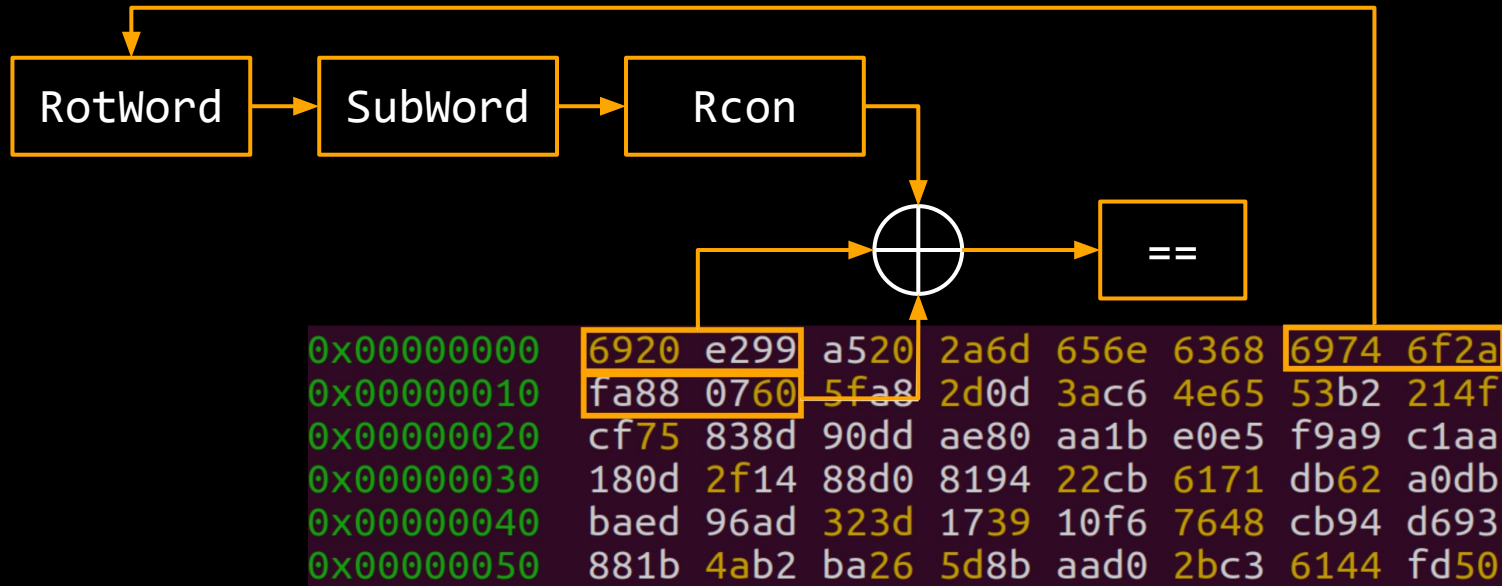 RotWord SubWord Rcon
==
0x00000000 6920 e299 a520 2a6d 656e 6368 6974 6f2a
0x00000010 fa88 0760 5fa8 2d0d 3ac6 4e65 53b2 214f
0x00000020 cf75 838d 90dd ae80 aa1b e0e5 f9a9 c1aa
0x00000030 180d 2f14 88d0 8194 22cb 6171 db62 a0db
0x00000040 baed 96ad 323d 1739 10f6 7648 cb94 d693
0x00000050 881b 4ab2 ba26 5d8b aad0 2bc3 6144 fd50